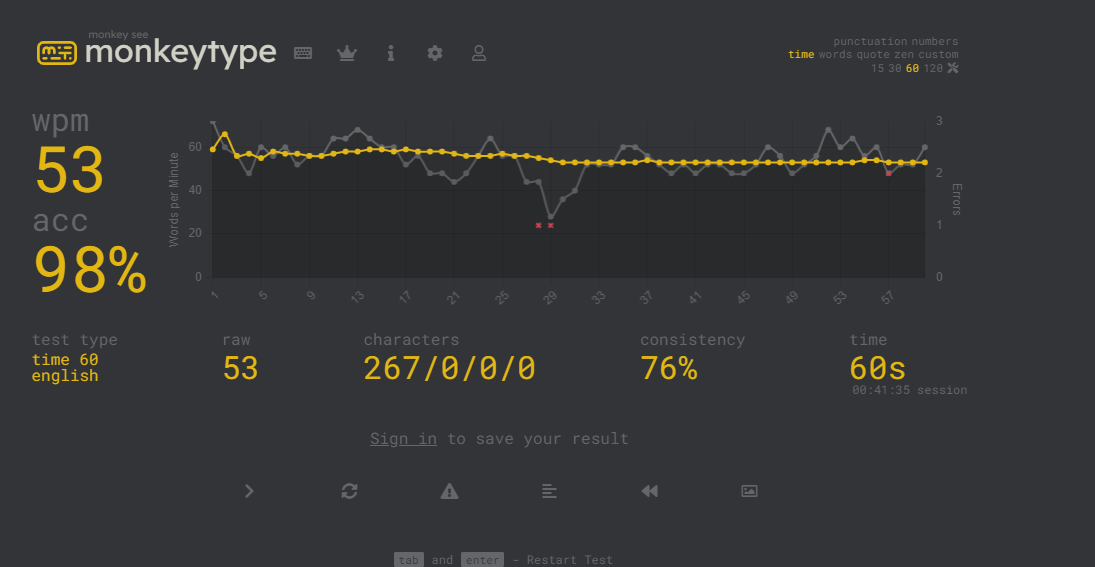 monkey see
monkeytype
punctuation numbers
time words quote zen custom
15 30 60 120
wpm
53
acc
98%
Words per Minute
60
40
20
0
3
2
1
0
Errors
1 5 9 13 17 21 25 29 33 37 41 45 49 53 57
test type
time 60
english
raw
53
characters
267/0/0/0
consistency
76%
time
60s
00:41:35 session
Sign in to save your result
tab and enter - Restart Test